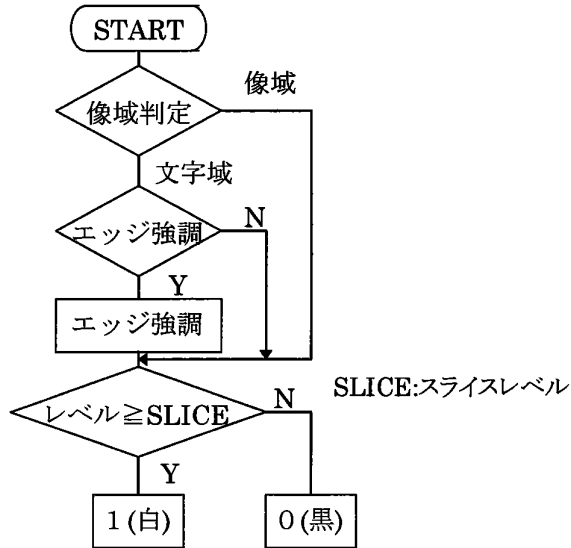 START
像域
像域判定
文字域
エッジ強調
N
Y
エッジ強調
SLICE:スライスレベル
レベル≧SLICE
N
Y
1(白)
0(黒)